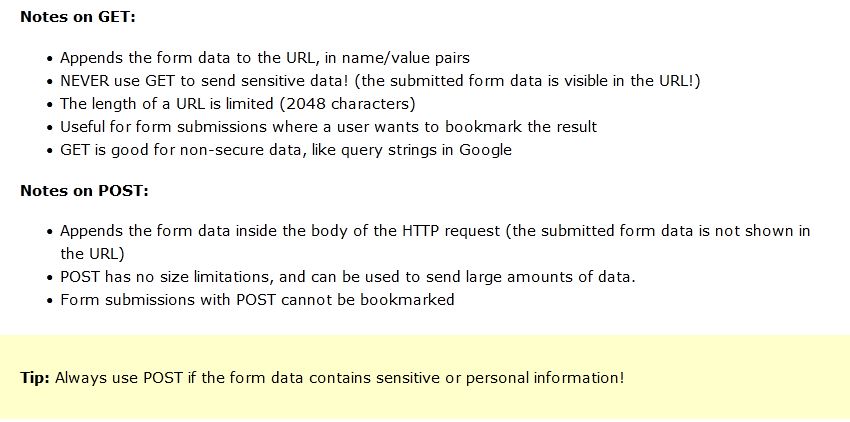 Notes on GET:
• Appends the form data to the URL, in name/value pairs
• NEVER use GET to send sensitive data! (the submitted form data is visible in the URL!)
• The length of a URL is limited (2048 characters)
• Useful for form submissions where a user wants to bookmark the result
• GET is good for non-secure data, like query strings in Google
Notes on POST:
• Appends the form data inside the body of the HTTP request (the submitted form data is not shown in
the URL)
• POST has no size limitations, and can be used to send large amounts of data.
• Form submissions with POST cannot be bookmarked
Tip: Always use POST if the form data contains sensitive or personal information!